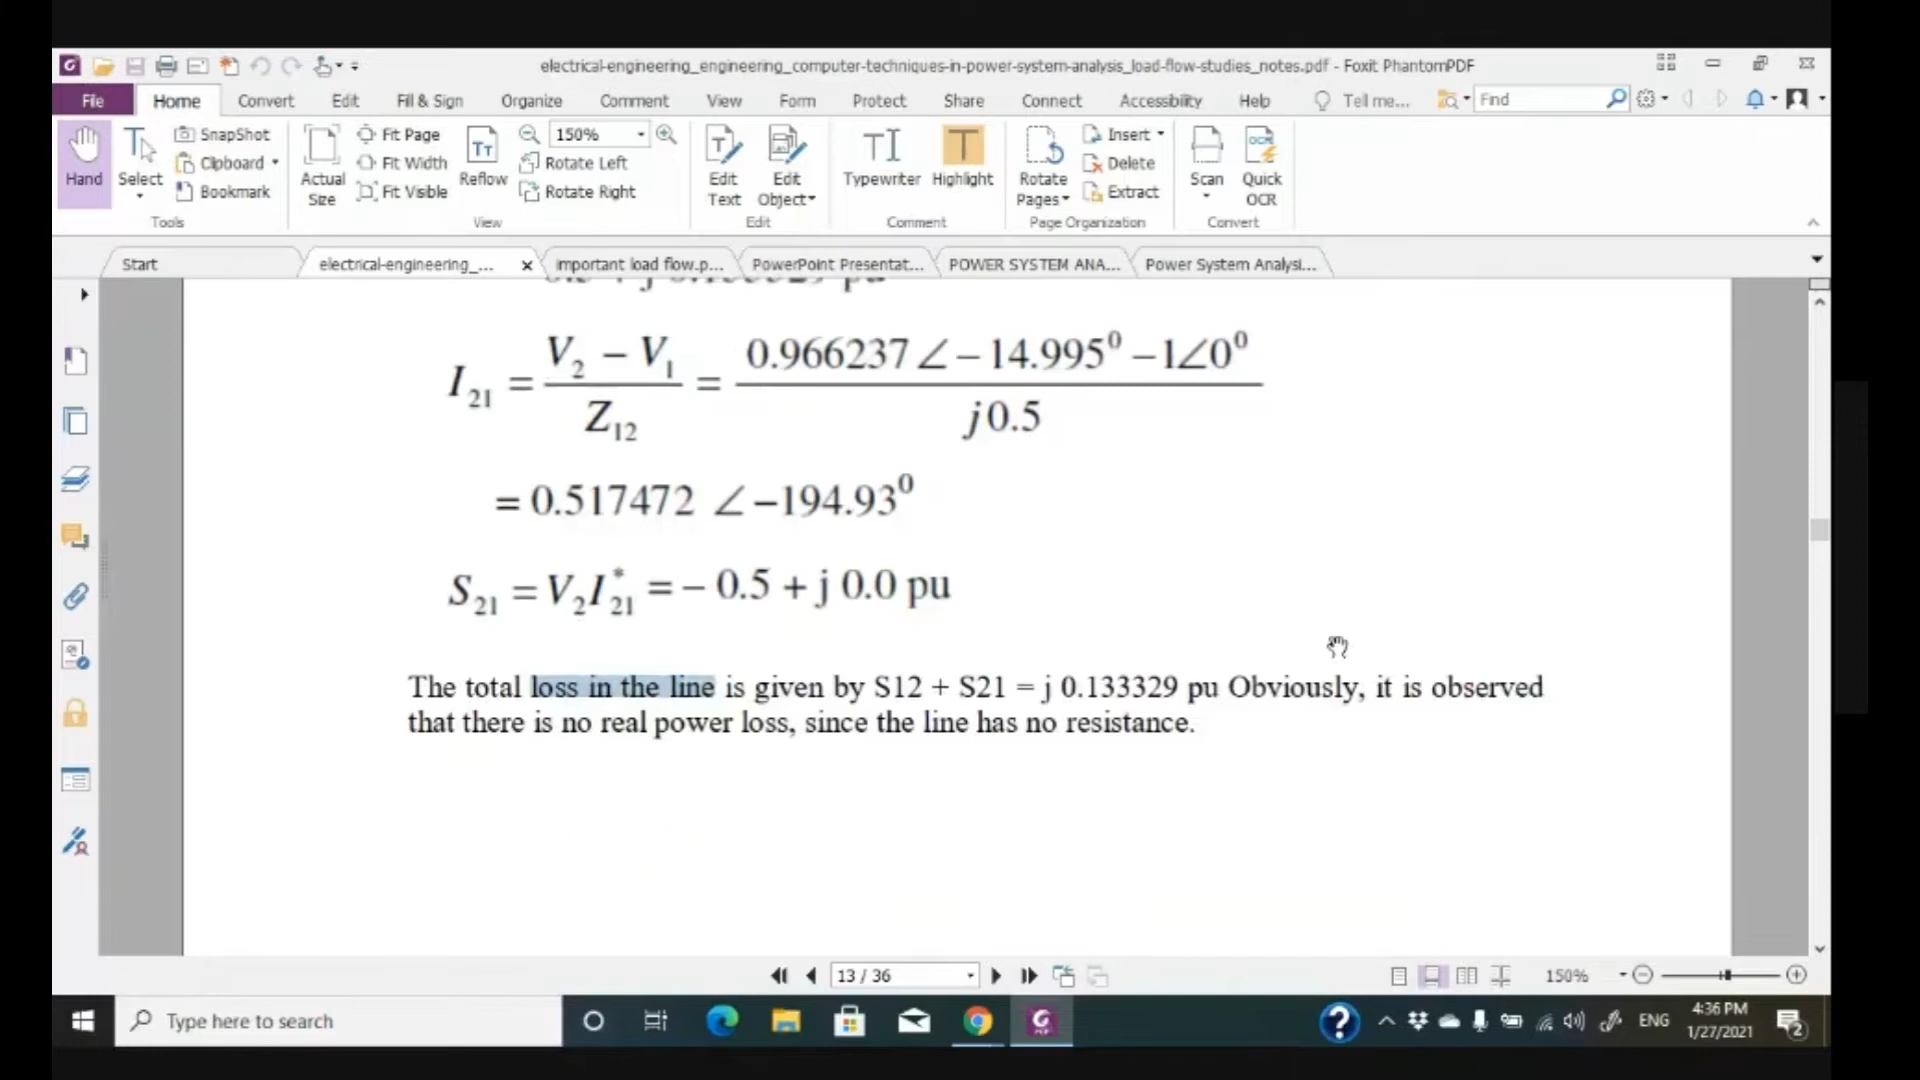 electrical-engineering_engineering_computer-techniques-in-power-system-analysis_load-flow-studies_notes.pdf - Foxit PhantomPDF
File Home Convert Edit Fill & Sign Organize Comment View Form Protect Share Connect Accessibility Help Tell me... Find
SnapShot Fit Page 150% Insert
Clipboard Fit Width Rotate Left Delete
Bookmark Fit Visible Rotate Right Extract
Hand Select Actual Size Reflow Edit Text Edit Object Typewriter Highlight Rotate Pages Scan Quick OCR
Tools View Edit Comment Page Organization Convert
Start electrical-engineering_... important load flow.p... PowerPoint Presentat... POWER SYSTEM ANA... Power System Analysi...
I21 = (V2 − V1) / Z12 = (0.966237∠−14.995⁰ −1∠0⁰) / j0.5
= 0.517472 ∠−194.93⁰
S21 = V2I*21 = − 0.5 + j 0.0 pu
The total loss in the line is given by S12 + S21 = j 0.133329 pu Obviously, it is observed
that there is no real power loss, since the line has no resistance.
13 / 36 150%
Type here to search
ENG
4:36 PM
1/27/2021
2